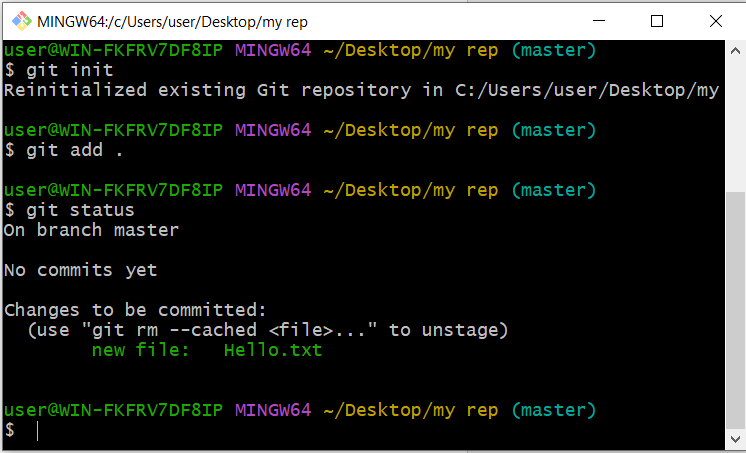 MINGW64:/c/Users/user/Desktop/my rep
user@WIN-FKFRV7DF8IP MINGW64 ~/Desktop/my rep (master)
$ git init
Reinitialized existing Git repository in C:/Users/user/Desktop/my
user@WIN-FKFRV7DF8IP MINGW64 ~/Desktop/my rep (master)
$ git add .
user@WIN-FKFRV7DF8IP MINGW64 ~/Desktop/my rep (master)
$ git status
On branch master
No commits yet
Changes to be committed:
  (use "git rm --cached <file>..." to unstage)
        new file:   Hello.txt
user@WIN-FKFRV7DF8IP MINGW64 ~/Desktop/my rep (master)
$